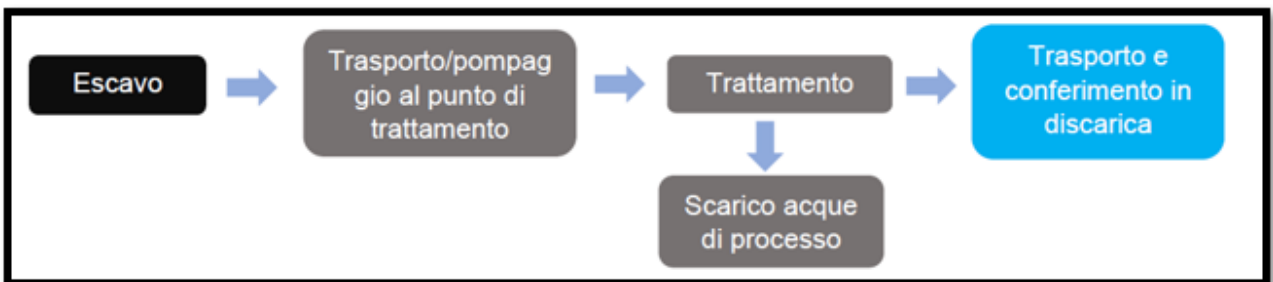 Escavo
Trasporto/pompag
gio al punto di
trattamento
Trattamento
Trasporto e
conferimento in
discarica
Scarico acque
di processo